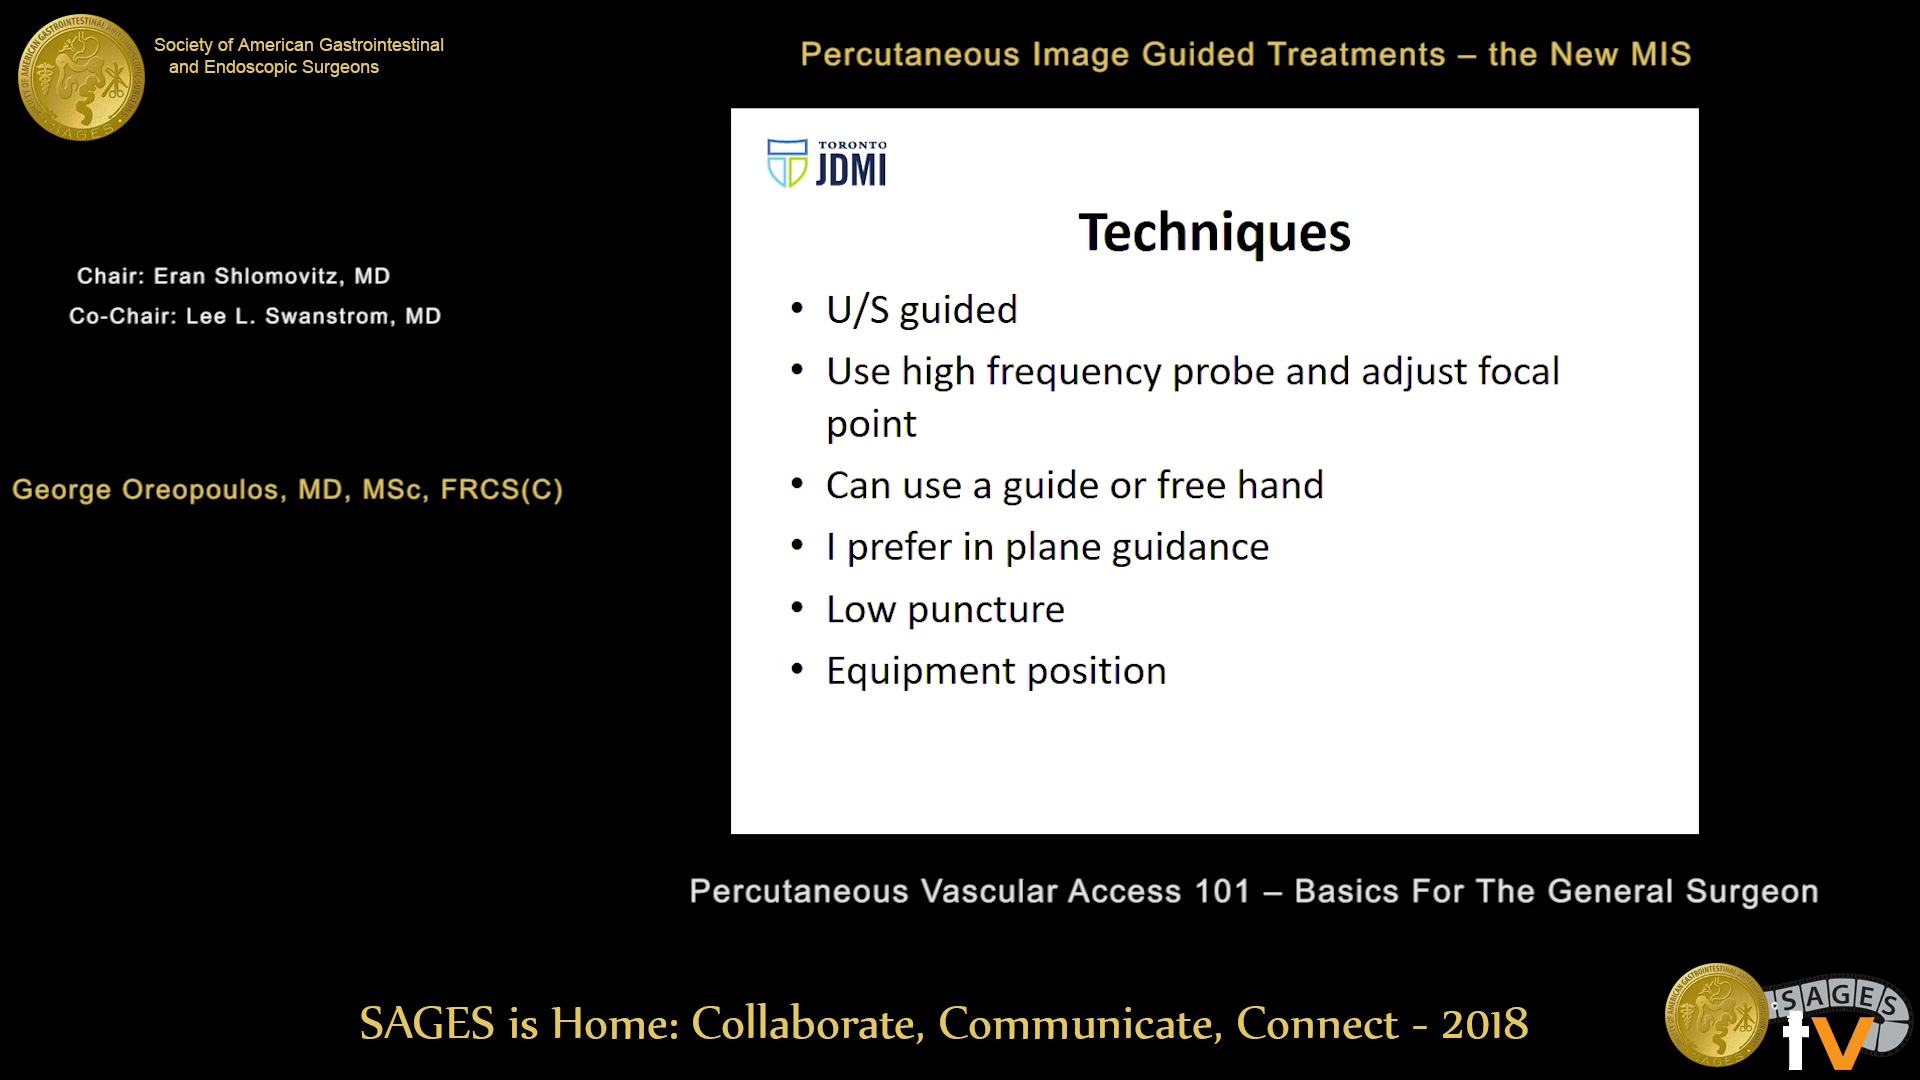 Society of American Gastrointestinal
and Endoscopic Surgeons
Percutaneous Image Guided Treatments – the New MIS
Chair: Eran Shlomovitz, MD
Co-Chair: Lee L. Swanstrom, MD
George Oreopoulos, MD, MSc, FRCS(C)
TORONTO
JDMI
Techniques
• U/S guided
• Use high frequency probe and adjust focal
point
• Can use a guide or free hand
• I prefer in plane guidance
• Low puncture
• Equipment position
Percutaneous Vascular Access 101 – Basics For The General Surgeon
SAGES is Home: Collaborate, Communicate, Connect - 2018
SAGES
tv